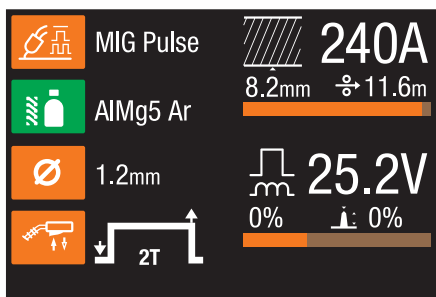 MIG Pulse
240A
8.2mm
11.6m
AlMg5 Ar
Ø
1.2mm
25.2V
0%
0%
2T